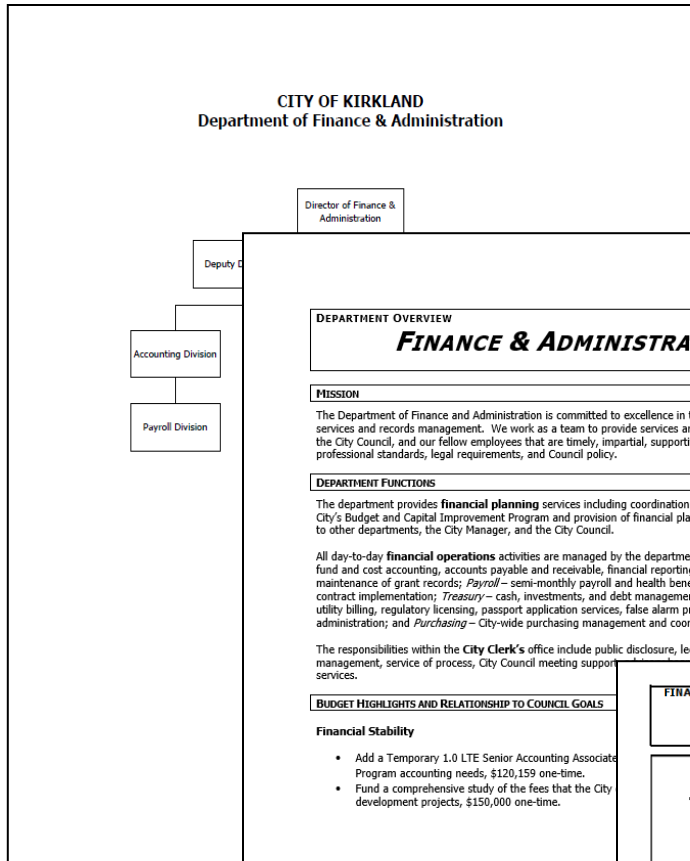 CITY OF KIRKLAND
Department of Finance & Administration
Director of Finance &
Administration
Deputy D
Accounting Division
Payroll Division
DEPARTMENT OVERVIEW
FINANCE & ADMINISTRA
MISSION
The Department of Finance and Administration is committed to excellence in t
services and records management. We work as a team to provide services a
the City Council, and our fellow employees that are timely, impartial, supporti
professional standards, legal requirements, and Council policy.
DEPARTMENT FUNCTIONS
The department provides financial planning services including coordination
City's Budget and Capital Improvement Program and provision of financial pla
to other departments, the City Manager, and the City Council.
All day-to-day financial operations activities are managed by the departme
fund and cost accounting, accounts payable and receivable, financial reporting
maintenance of grant records; Payroll – semi-monthly payroll and health bene
contract implementation; Treasury – cash, investments, and debt managemen
utility billing, regulatory licensing, passport application services, false alarm p
administration; and Purchasing – City-wide purchasing management and coor
The responsibilities within the City Clerk's office include public disclosure, le
management, service of process, City Council meeting support
services.
BUDGET HIGHLIGHTS AND RELATIONSHIP TO COUNCIL GOALS
Financial Stability
• Add a Temporary 1.0 LTE Senior Accounting Associate
Program accounting needs, $120,159 one-time.
• Fund a comprehensive study of the fees that the City
development projects, $150,000 one-time.
FINA